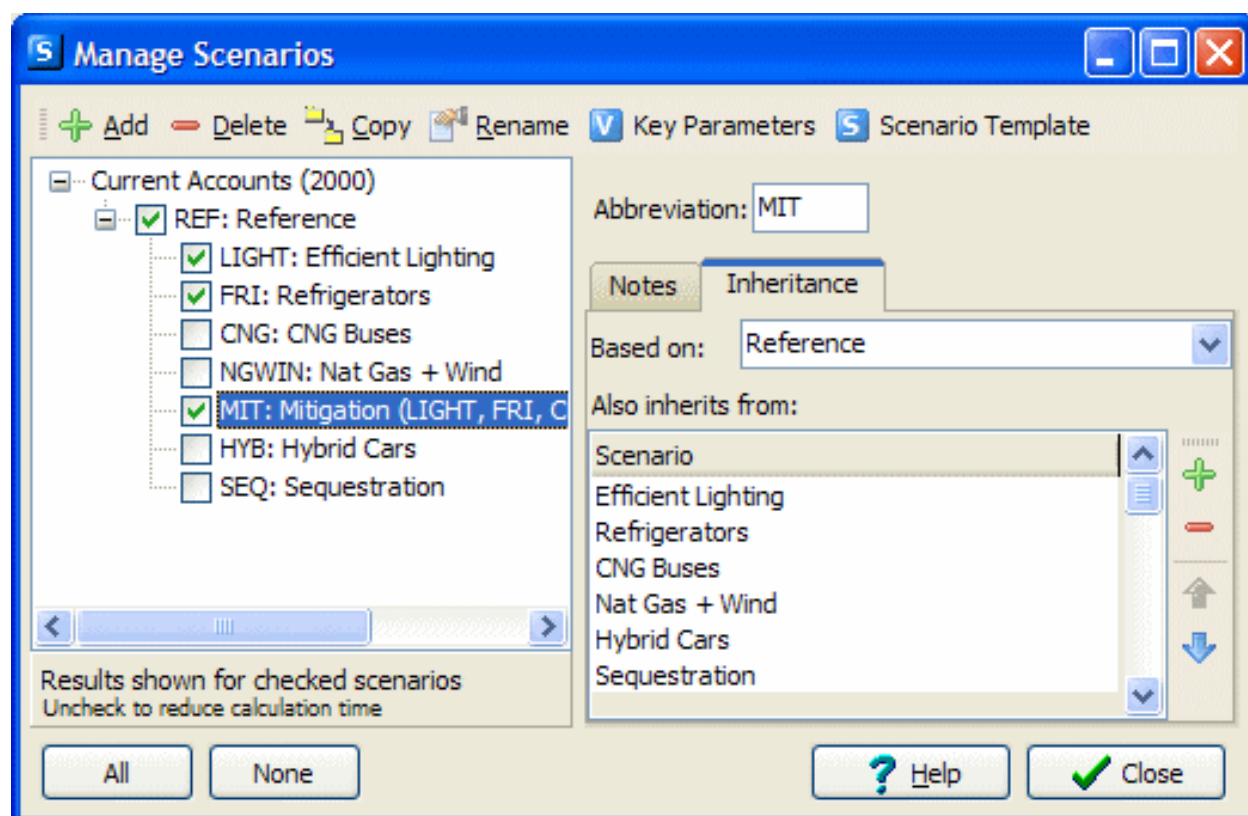 S Manage Scenarios
Add Delete Copy Rename V Key Parameters S Scenario Template
Current Accounts (2000)
REF: Reference
LIGHT: Efficient Lighting
FRI: Refrigerators
CNG: CNG Buses
NGWIN: Nat Gas + Wind
MIT: Mitigation (LIGHT, FRI, C
HYB: Hybrid Cars
SEQ: Sequestration
Results shown for checked scenarios
Uncheck to reduce calculation time
Abbreviation: MIT
Notes Inheritance
Based on: Reference
Also inherits from:
Scenario
Efficient Lighting
Refrigerators
CNG Buses
Nat Gas + Wind
Hybrid Cars
Sequestration
All None ? Help Close